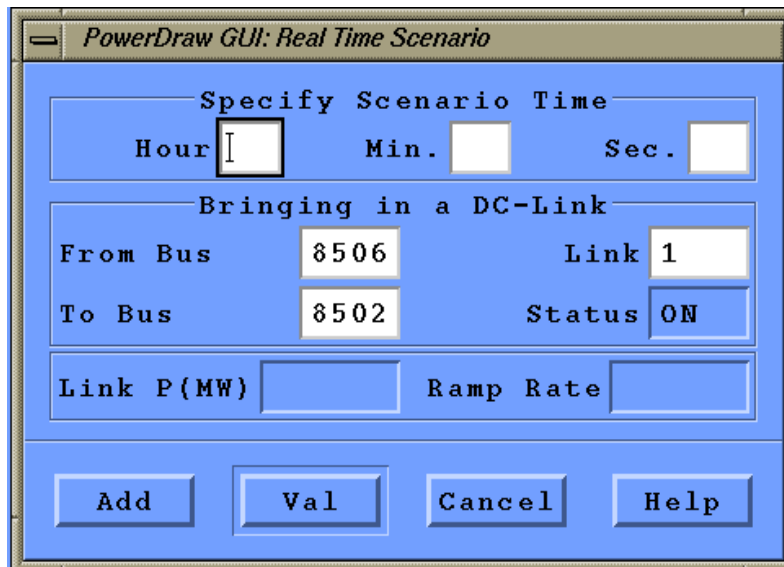 PowerDraw GUI: Real Time Scenario
Specify Scenario Time
Hour Min. Sec.
Bringing in a DC-Link
From Bus 8506 Link 1
To Bus 8502 Status ON
Link P(MW) Ramp Rate
Add Val Cancel Help